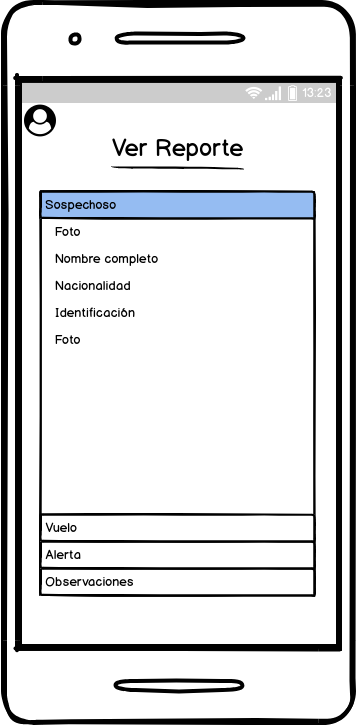 13:23
Ver Reporte
Sospechoso
Foto
Nombre completo
Nacionalidad
Identificación
Foto
Vuelo
Alerta
Observaciones